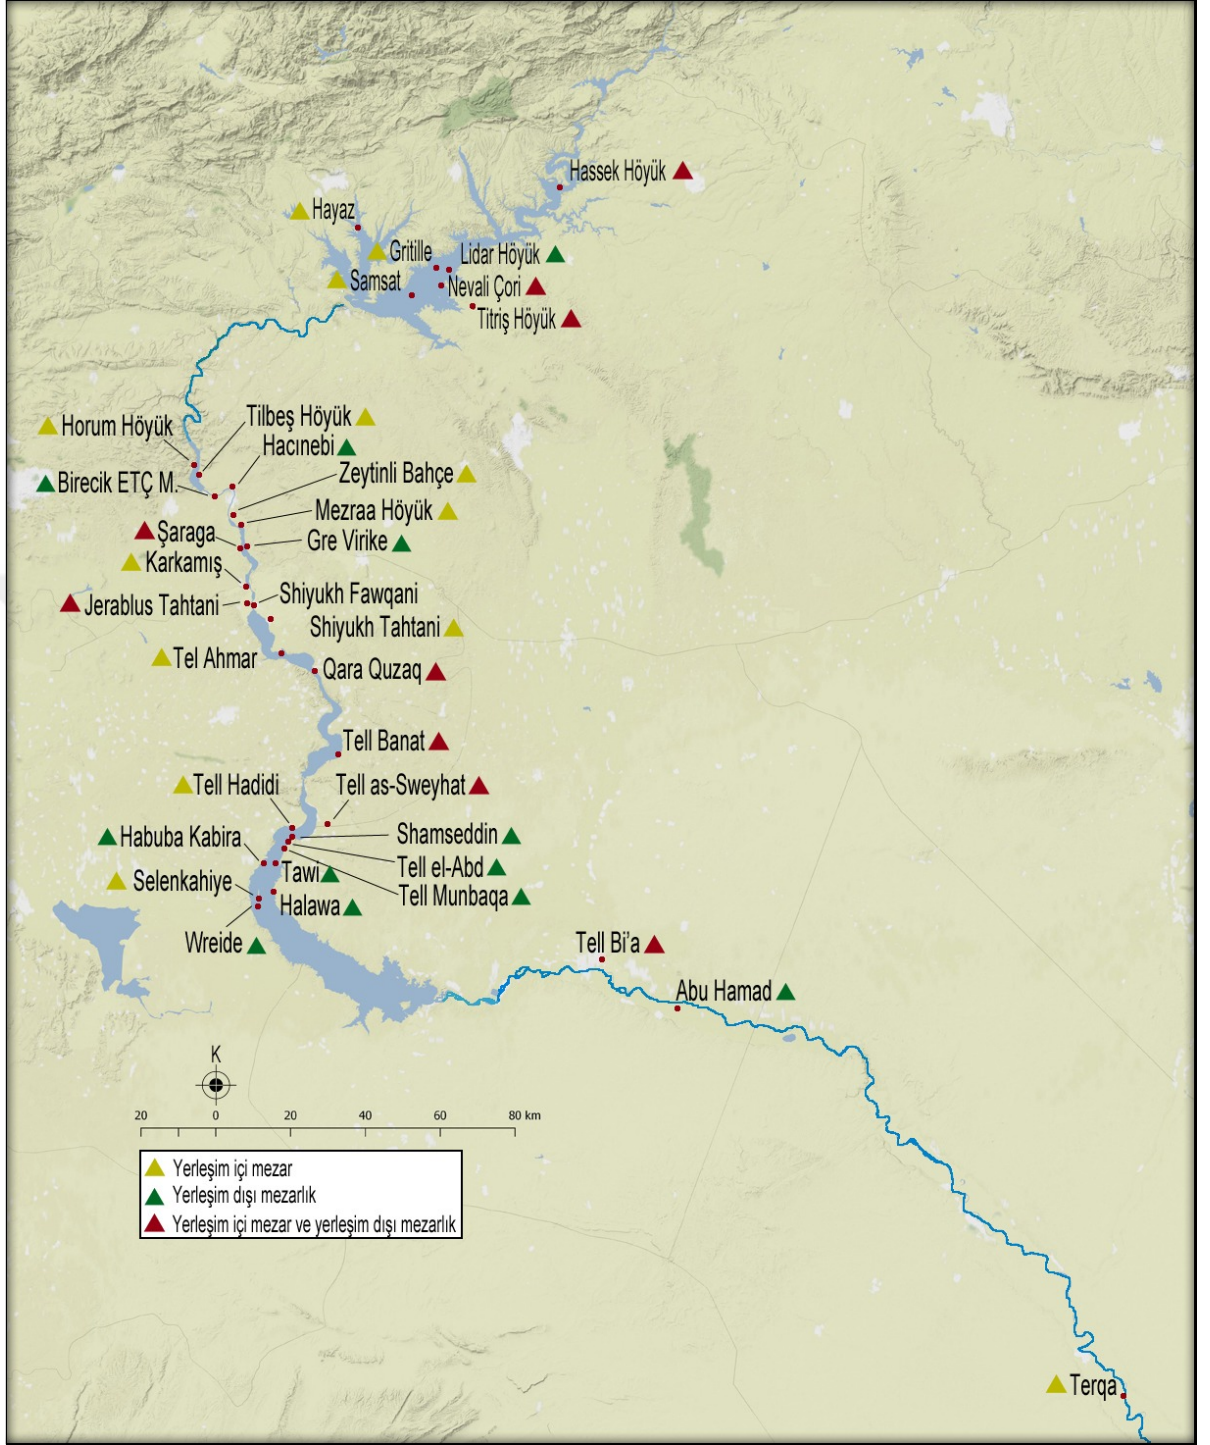 Hassek Höyük
Hayaz
Gritille
Lidar Höyük
Samsat
Nevali Çori
Titriş Höyük
Horum Höyük
Tilbeş Höyük
Hacınebi
Birecik ETÇ M.
Zeytinli Bahçe
Mezraa Höyük
Şaraga
Gre Virike
Karkamış
Jerablus Tahtani
Shiyukh Fawqani
Shiyukh Tahtani
Tel Ahmar
Qara Quzaq
Tell Banat
Tell Hadidi
Tell as-Sweyhat
Habuba Kabira
Shamseddin
Tawi
Tell el-Abd
Selenkahiye
Tell Munbaqa
Halawa
Wreide
Tell Bi'a
Abu Hamad
K
20 0 20 40 60 80 km
Yerleşim içi mezar
Yerleşim dışı mezarlık
Yerleşim içi mezar ve yerleşim dışı mezarlık
Terqa